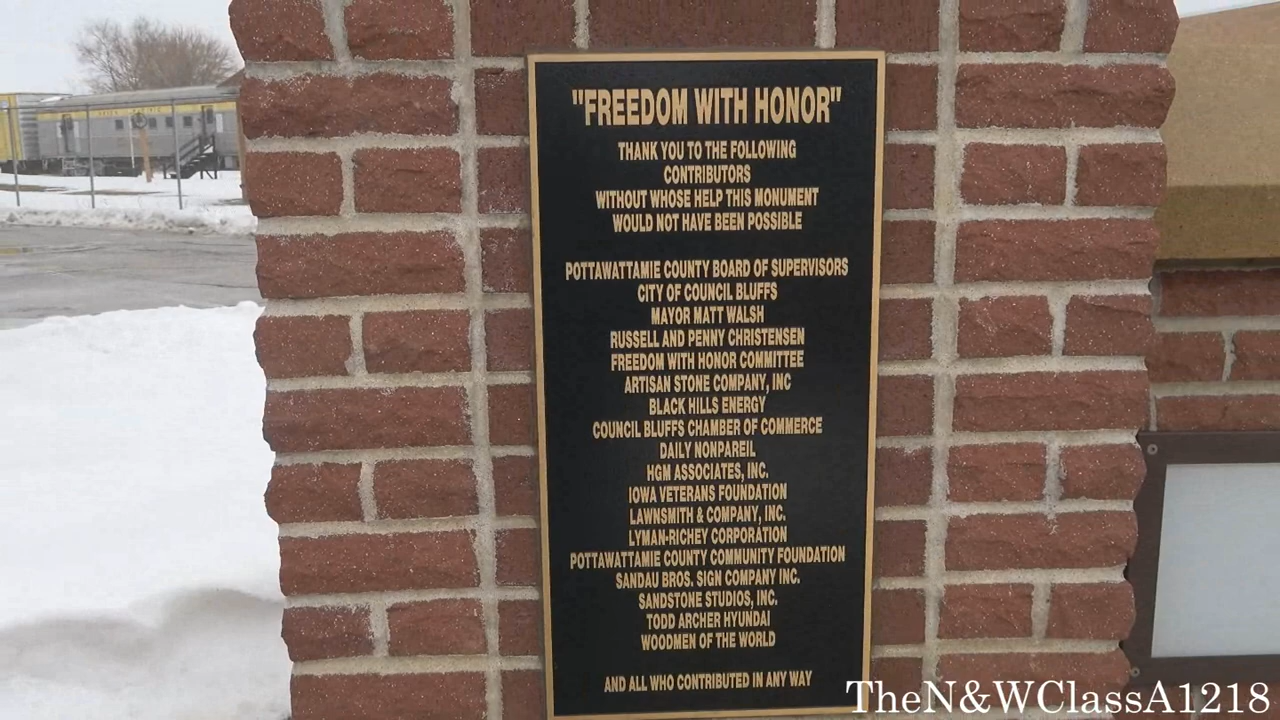 "FREEDOM WITH HONOR"
THANK YOU TO THE FOLLOWING
CONTRIBUTORS
WITHOUT WHOSE HELP THIS MONUMENT
WOULD NOT HAVE BEEN POSSIBLE
POTTAWATTAMIE COUNTY BOARD OF SUPERVISORS
CITY OF COUNCIL BLUFFS
MAYOR MATT WALSH
RUSSELL AND PENNY CHRISTENSEN
FREEDOM WITH HONOR COMMITTEE
ARTISAN STONE COMPANY, INC
BLACK HILLS ENERGY
COUNCIL BLUFFS CHAMBER OF COMMERCE
DAILY NONPAREIL
HGM ASSOCIATES, INC.
IOWA VETERANS FOUNDATION
LAWNSMITH & COMPANY, INC.
LYMAN-RICHEY CORPORATION
POTTAWATTAMIE COUNTY COMMUNITY FOUNDATION
SANDAU BROS. SIGN COMPANY INC.
SANDSTONE STUDIOS, INC.
TODD ARCHER HYUNDAI
WOODMEN OF THE WORLD
AND ALL WHO CONTRIBUTED IN ANY WAY
TheN&WClassA1218